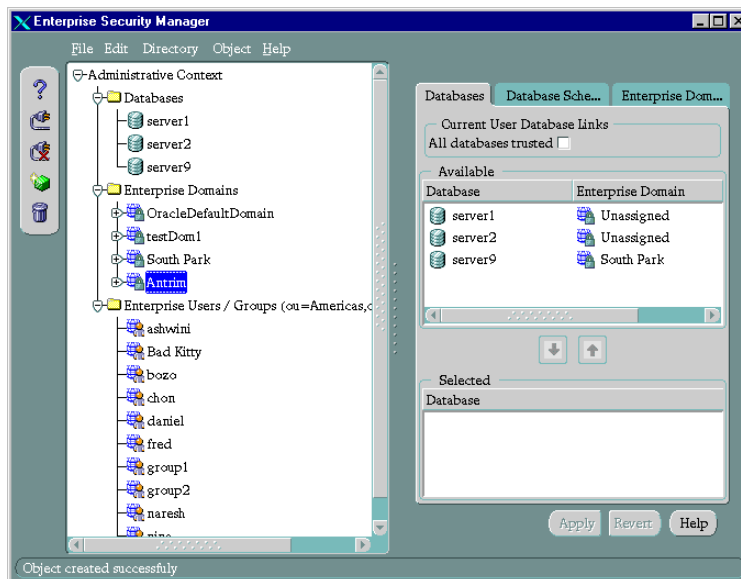 Enterprise Security Manager
File Edit Directory Object Help
Administrative Context
Databases
server1
server2
server9
Enterprise Domains
OracleDefaultDomain
testDom1
South Park
Antrim
Enterprise Users / Groups (ou=Americas,c
ashwini
Bad Kitty
bozo
chon
daniel
fred
group1
group2
naresh
Databases Database Sche... Enterprise Dom...
Current User Database Links
All databases trusted
Available
Database Enterprise Domain
server1 Unassigned
server2 Unassigned
server9 South Park
Selected
Database
Apply Revert Help
Object created successfuly